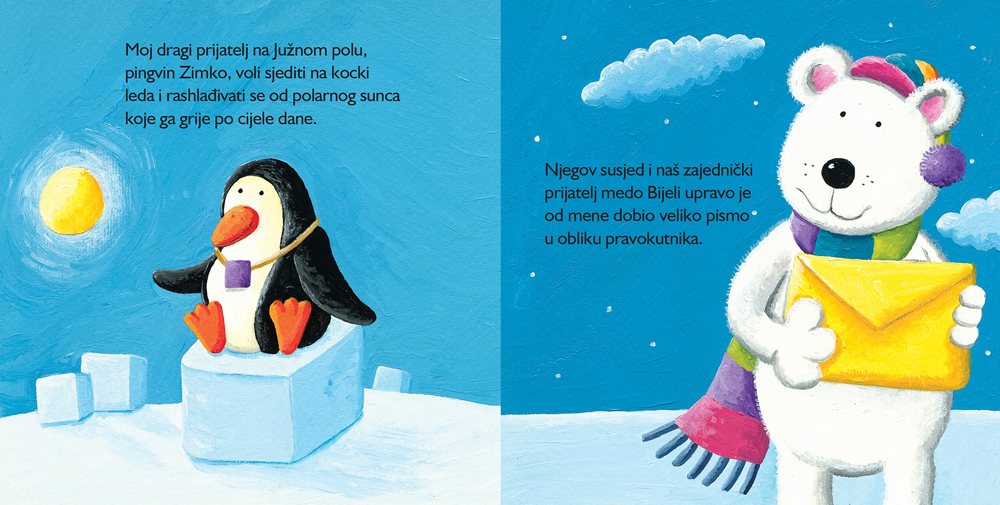 Moj dragi prijatelj na Južnom polu,
pingvin Zimko, voli sjediti na kocki
leda i rashlađivati se od polarnog sunca
koje ga grije po cijele dane.
Njegov susjed i naš zajednički
prijatelj medo Bijeli upravo je
od mene dobio veliko pismo
u obliku pravokutnika.